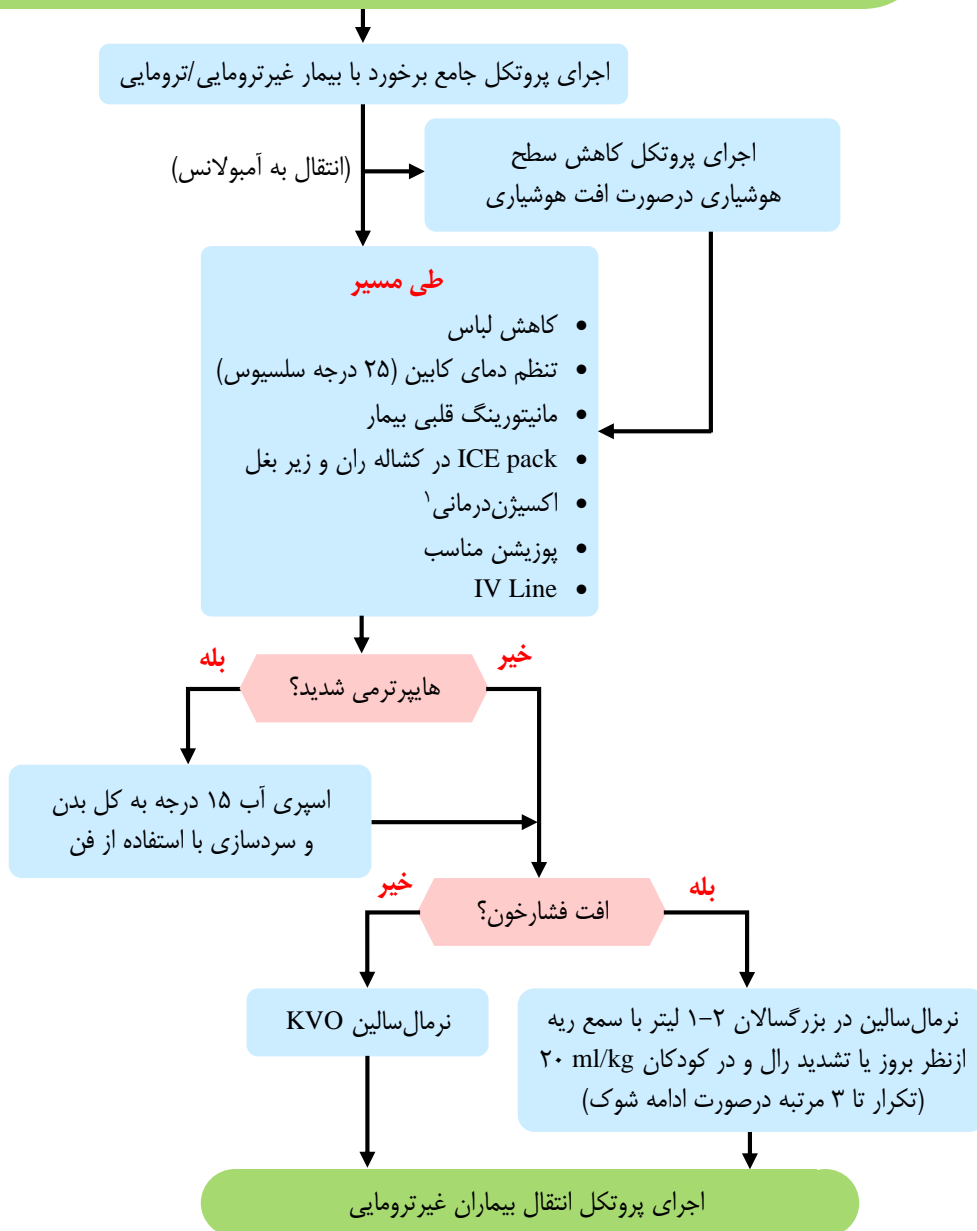 اجرای پروتکل جامع برخورد با بیمار غیرترومایی/ترومایی
(انتقال به آمبولانس)
اجرای پروتکل کاهش سطح
هوشیاری درصورت افت هوشیاری
طی مسیر
• کاهش لباس
• تنظم دمای کابین (۲۵ درجه سلسیوس)
• مانیتورینگ قلبی بیمار
• ICE pack در کشاله ران و زیر بغل
• اکسیژن‌درمانی۱
• پوزیشن مناسب
• IV Line
خیر
بله
هایپرترمی شدید؟
اسپری آب ۱۵ درجه به کل بدن
و سردسازی با استفاده از فن
بله
خیر
افت فشارخون؟
نرمال‌سالین در بزرگسالان ۲-۱ لیتر با سمع ریه
ازنظر بروز یا تشدید رال و در کودکان ۲۰ ml/kg
(تکرار تا ۳ مرتبه درصورت ادامه شوک)
نرمال‌سالین KVO
اجرای پروتکل انتقال بیماران غیرترومایی